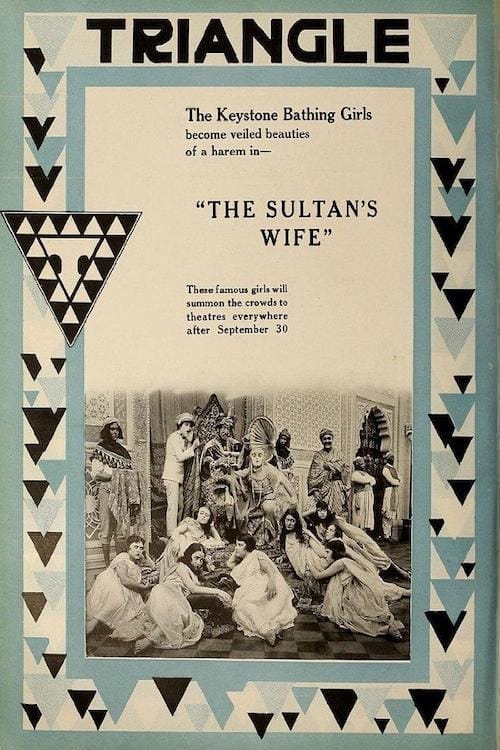 TRIANGLE
The Keystone Bathing Girls
become veiled beauties
of a harem in—
“THE SULTAN’S
WIFE”
These famous girls will
summon the crowds to
theatres everywhere
after September 30